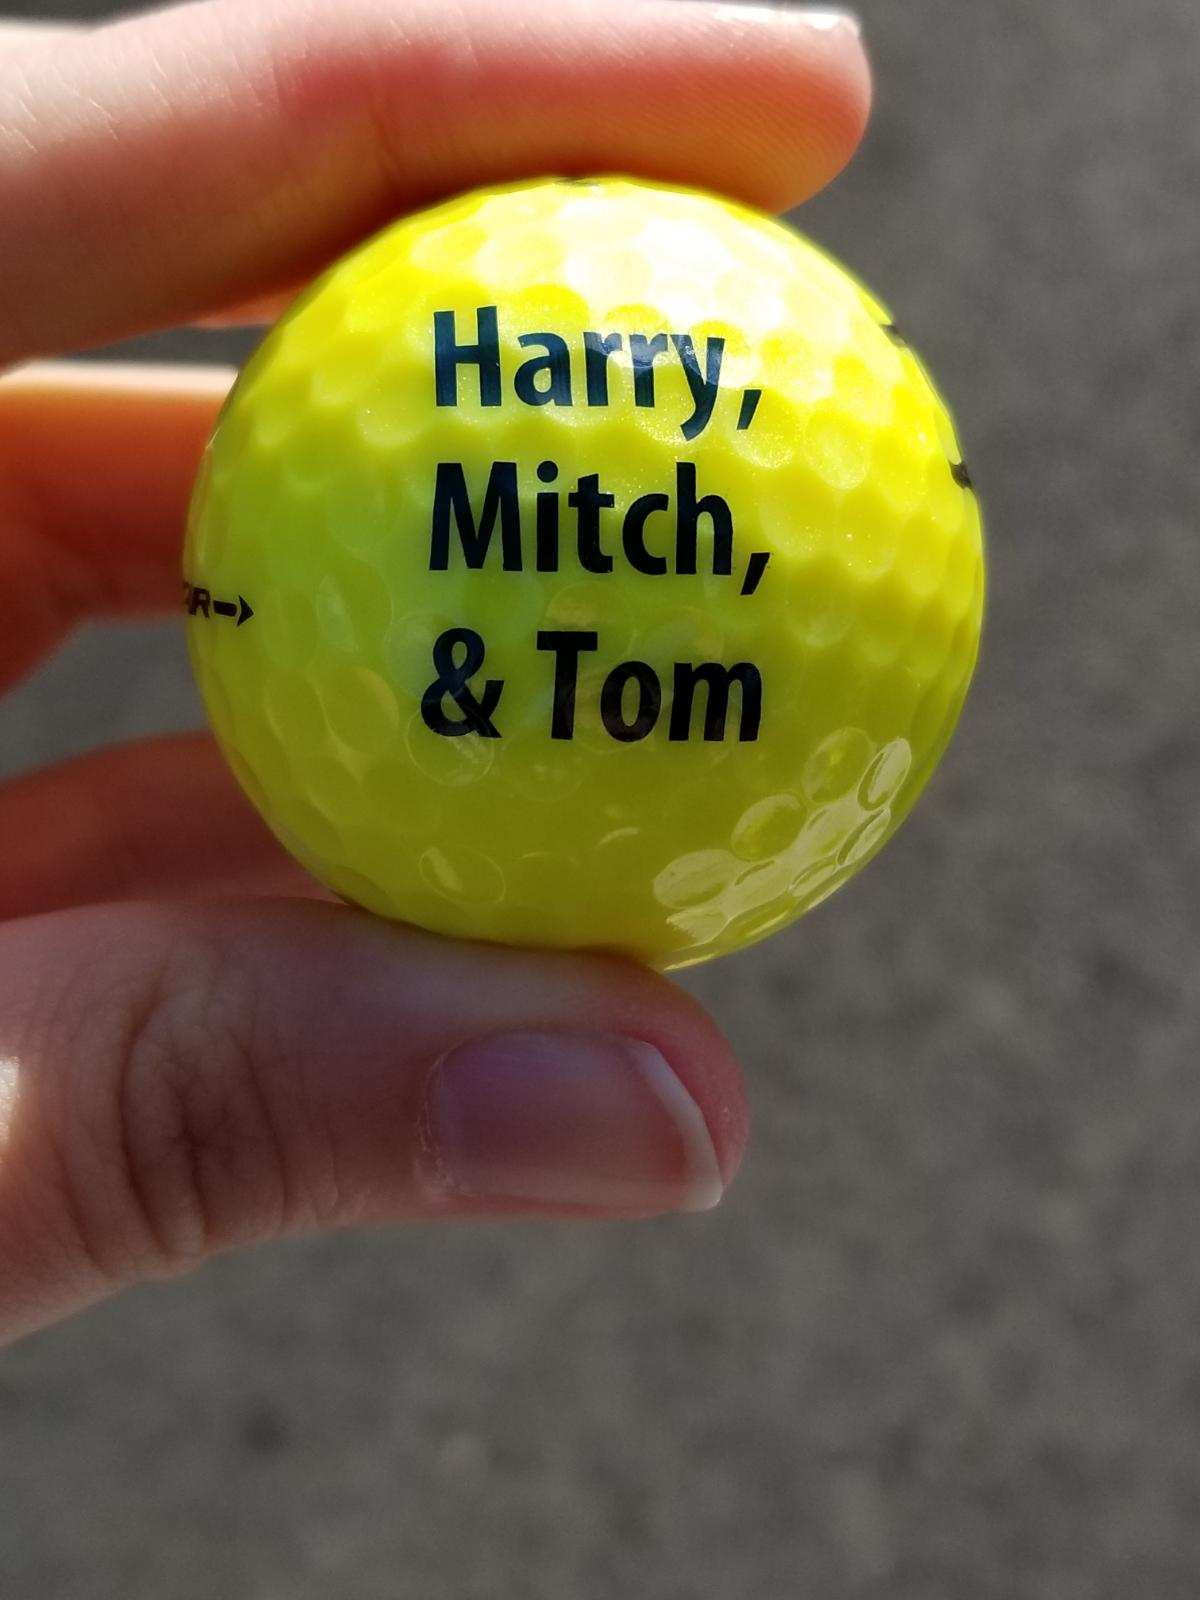 Harry,
Mitch,
& Tom